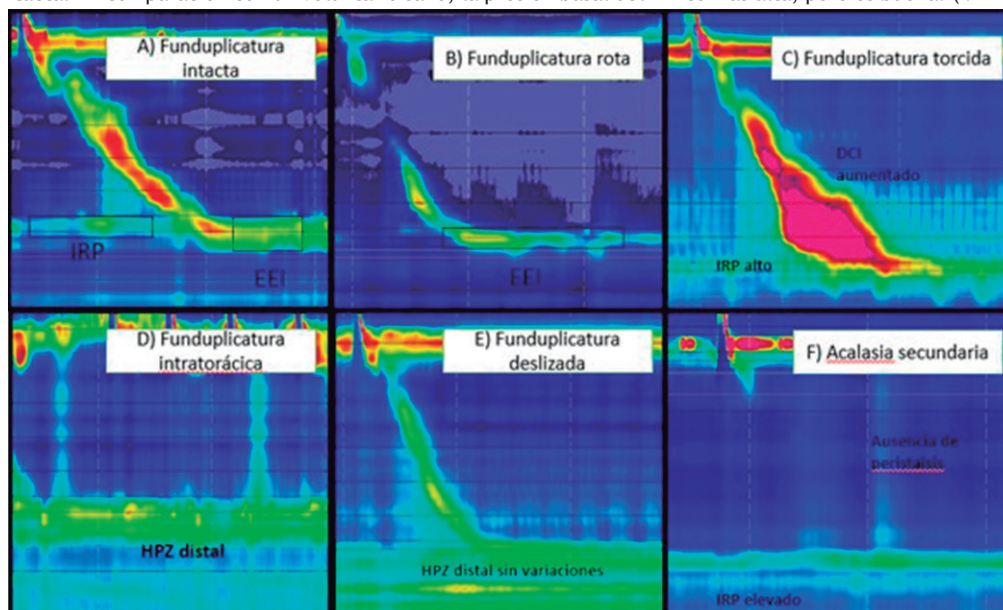 A) Funduplicatura
intacta
B) Funduplicatura rota
C) Funduplicatura torcida
DCI
aumentado
IRP
EEI
EEI
IRP alto
D) Funduplicatura
intratorácica
E) Funduplicatura
deslizada
F) Acalasia secundaria
Ausencia de
peristalsis
HPZ distal
HPZ distal sin variaciones
IRP elevado